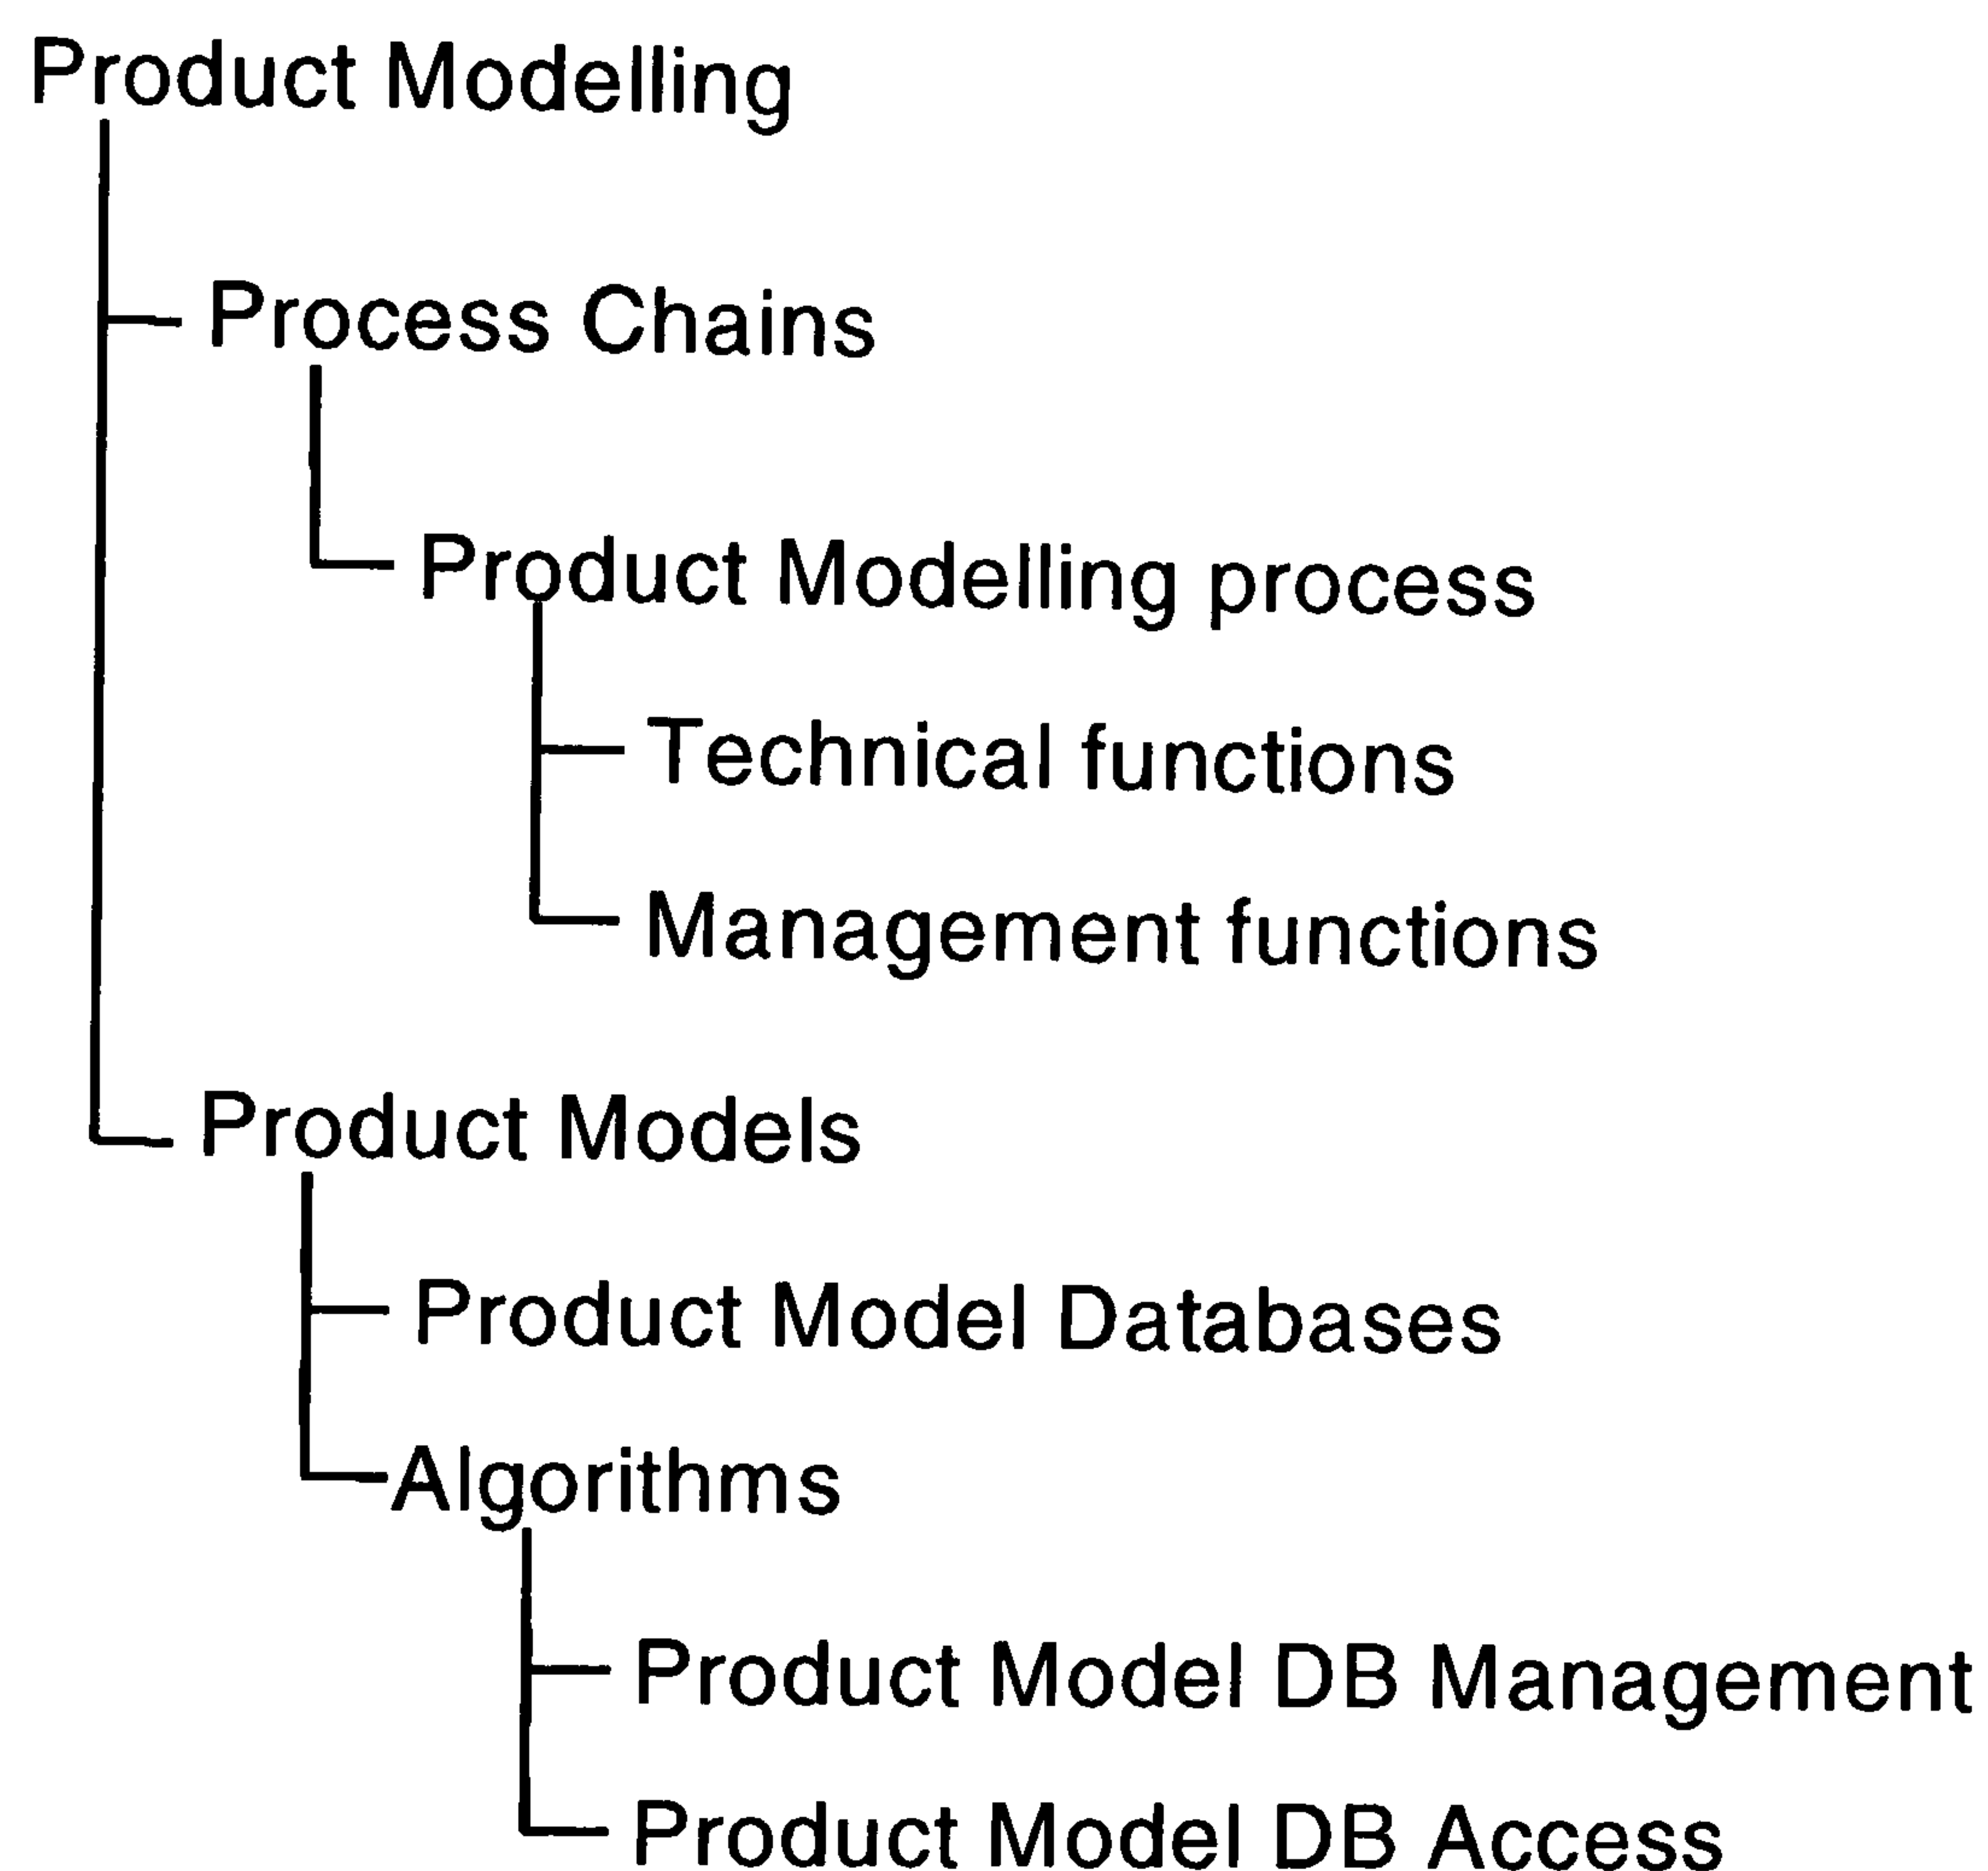 Product Modelling
Process Chains
Product Modelling process
Technical functions
Management functions
Product Models
Product Model Databases
Algorithms
Product Model DB Management
Product Model DB Access